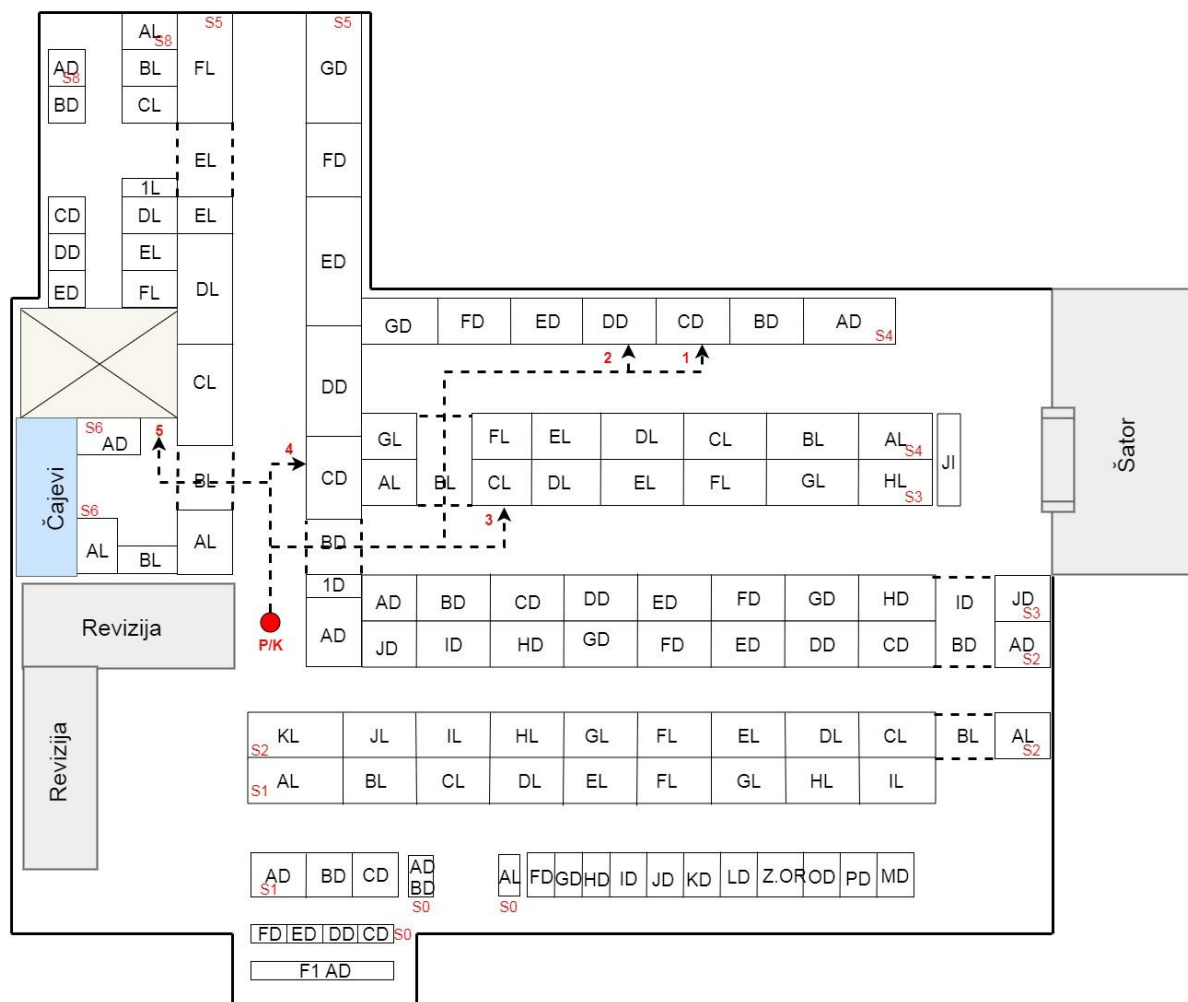 AL S5 S5
S8
AD BL FL GD
S8
BD CL
EL FD
1L
CD DL EL
DD EL ED
ED FL DL
GD FD ED DD CD BD AD
S4
2 1
CL DD
S6 AD 5 4
GL FL EL DL CL BL AL
S4
JI
BL CD AL BL CL DL EL FL GL HL
S3
Čajevi
Šator
S6 3
AL BL AL BD
1D
AD BD CD DD ED FD GD HD ID JD
S3
Revizija P/K AD
JD ID HD GD FD ED DD CD BD AD
S2
Revizija
KL JL IL HL GL FL EL DL CL BL AL
S2 S2
AL BL CL DL EL FL GL HL IL
S1
AD BD CD AD AL FD GD HD ID JD KD LD Z.OR OD PD MD
S1 BD
S0 S0
FD ED DD CD S0
F1 AD